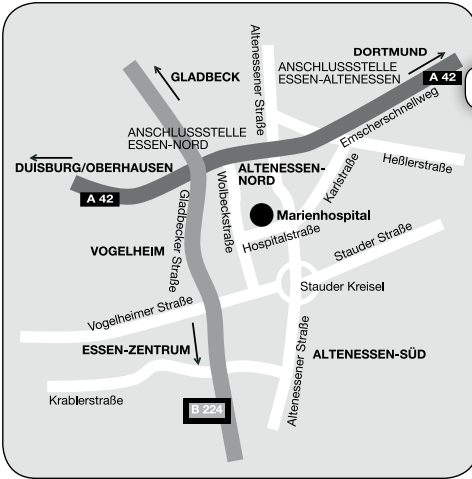 DORTMUND
ANSCHLUSSSTELLE
ESSEN-ALTENESSEN
A 42
Altenessener Straße
GLADBECK
Emscherschnellweg
ANSCHLUSSSTELLE
ESSEN-NORD
Heßlerstraße
DUISBURG/OBERHAUSEN
ALTENESSEN-
NORD
Karlstraße
A 42
Wolbeckstraße
Gladbecker Straße
Marienhospital
Hospitalstraße
VOGELHEIM
Stauder Straße
Stauder Kreisel
Vogelheimer Straße
ESSEN-ZENTRUM
ALTENESSEN-SÜD
Altenessener Straße
Krablerstraße
B 224